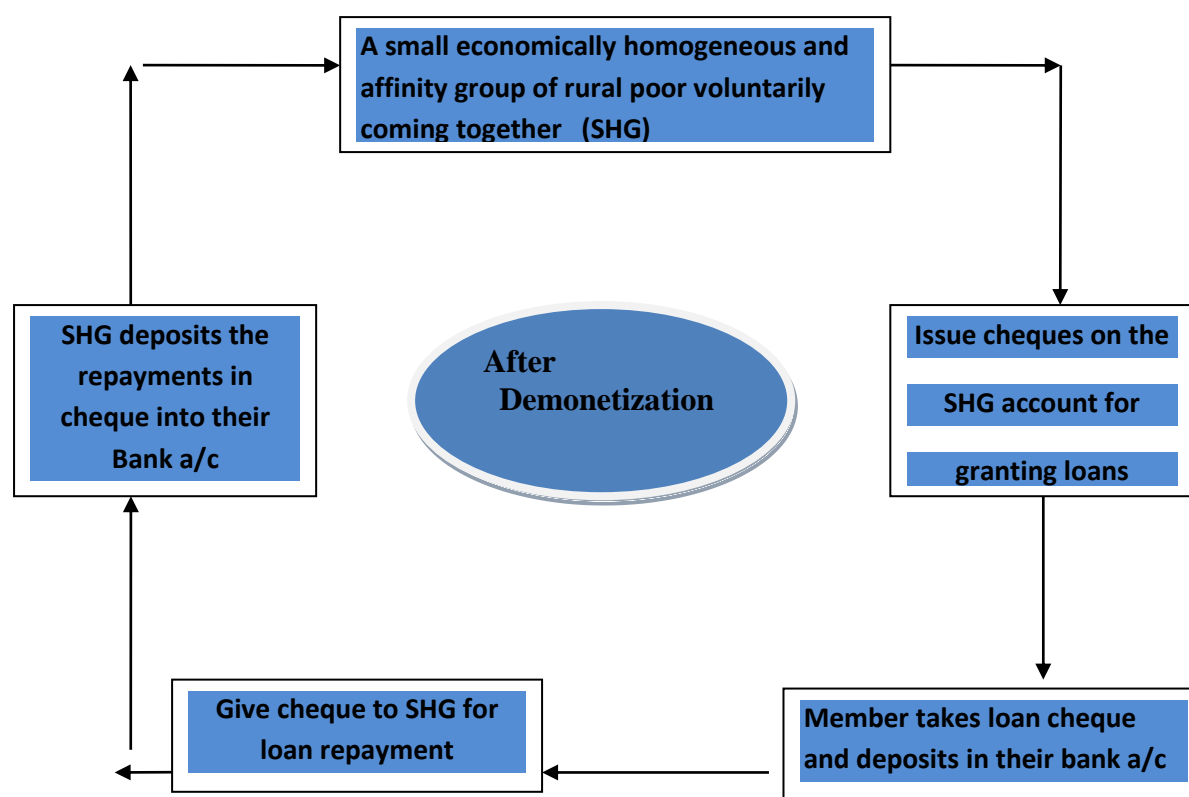 A small economically homogeneous and
affinity group of rural poor voluntarily
coming together (SHG)
SHG deposits the
repayments in
cheque into their
Bank a/c
After
Demonetization
Issue cheques on the
SHG account for
granting loans
Give cheque to SHG for
loan repayment
Member takes loan cheque
and deposits in their bank a/c